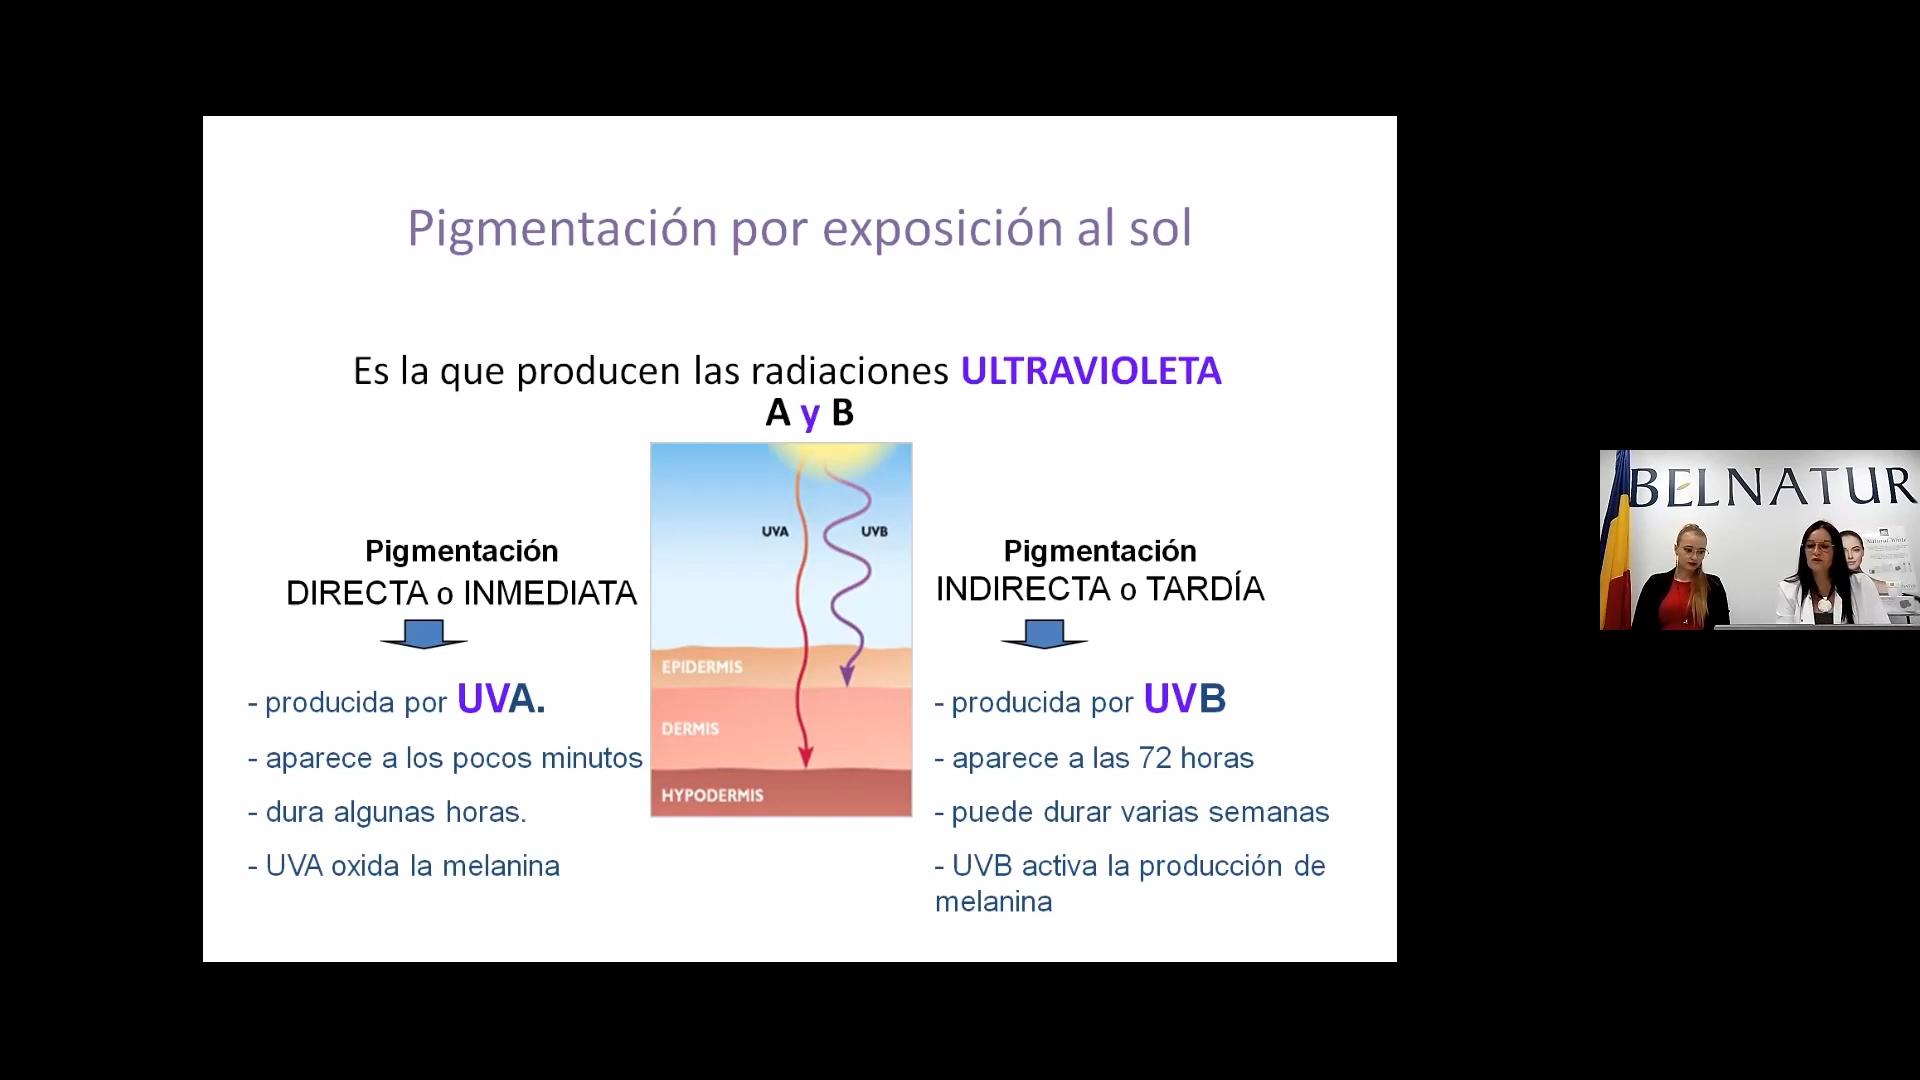 Pigmentación por exposición al sol
Es la que producen las radiaciones ULTRAVIOLETA
A y B
UVA
UVB
Pigmentación
DIRECTA o INMEDIATA
- producida por UVA.
- aparece a los pocos minutos
- dura algunas horas.
- UVA oxida la melanina
EPIDERMIS
DERMIS
HYPODERMIS
Pigmentación
INDIRECTA o TARDÍA
- producida por UVB
- aparece a las 72 horas
- puede durar varias semanas
- UVB activa la producción de
melanina
BELNATUR
Natural White